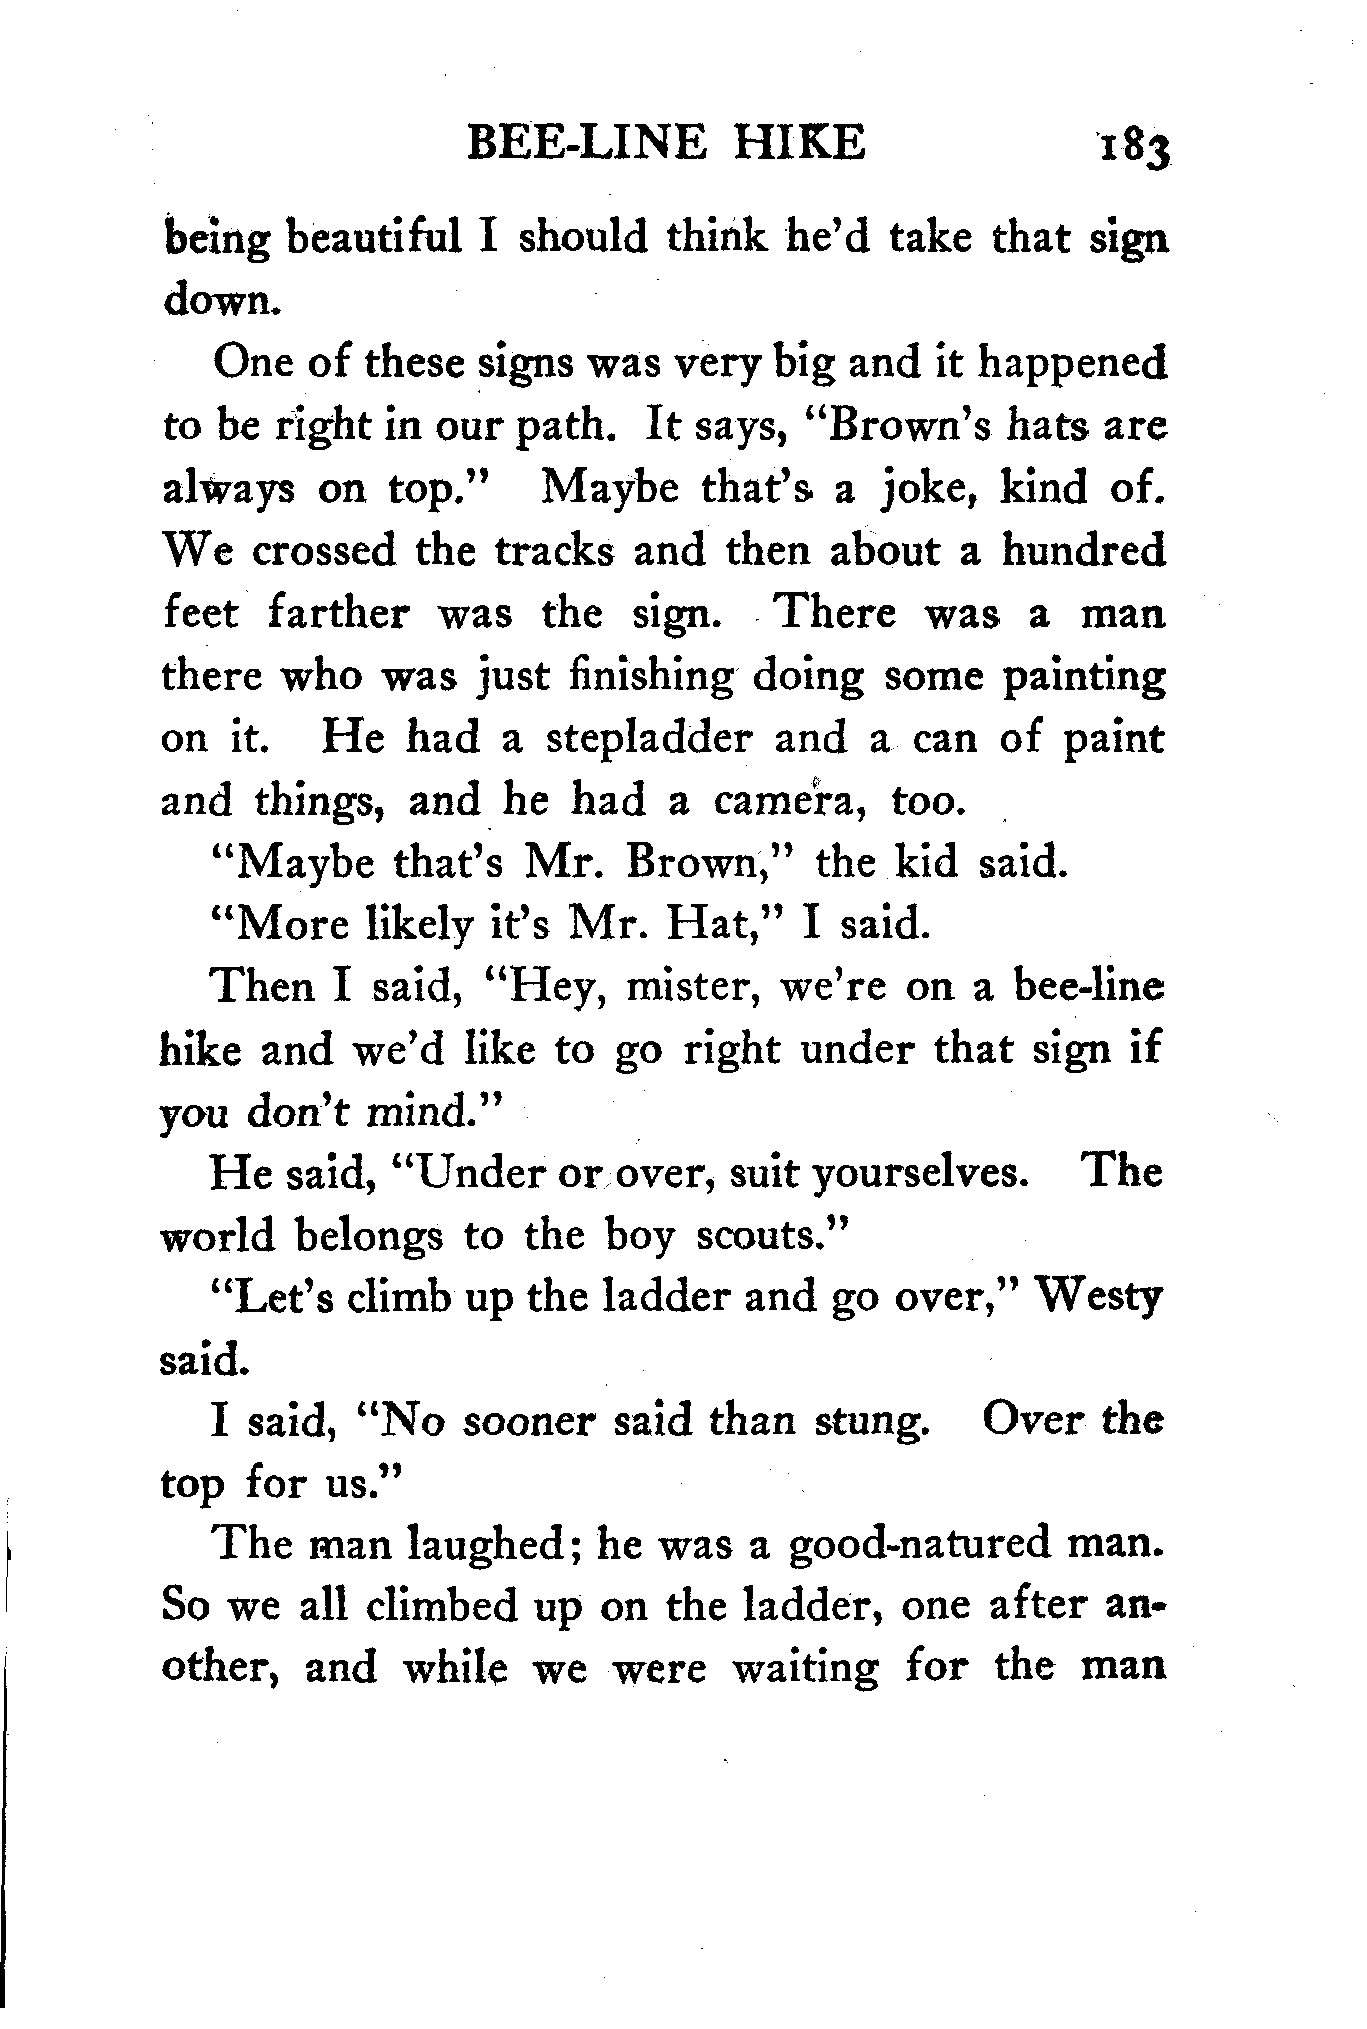 BEE-LINE HIKE 183
being beautiful I should think he'd take that sign
down.
One of these signs was very big and it happened
to be right in our path. It says, "Brown's hats are
always on top." Maybe that's a joke, kind of.
We crossed the tracks and then about a hundred
feet farther was the sign. There was a man
there who was just finishing doing some painting
on it. He had a stepladder and a can of paint
and things, and he had a camera, too.
"Maybe that's Mr. Brown," the kid said.
"More likely it's Mr. Hat," I said.
Then I said, "Hey, mister, we're on a bee-line
hike and we'd like to go right under that sign if
you don't mind."
He said, "Under or over, suit yourselves. The
world belongs to the boy scouts."
"Let's climb up the ladder and go over," Westy
said.
I said, "No sooner said than stung. Over the
top for us."
The man laughed; he was a good-natured man.
So we all climbed up on the ladder, one after an-
other, and while we were waiting for the man